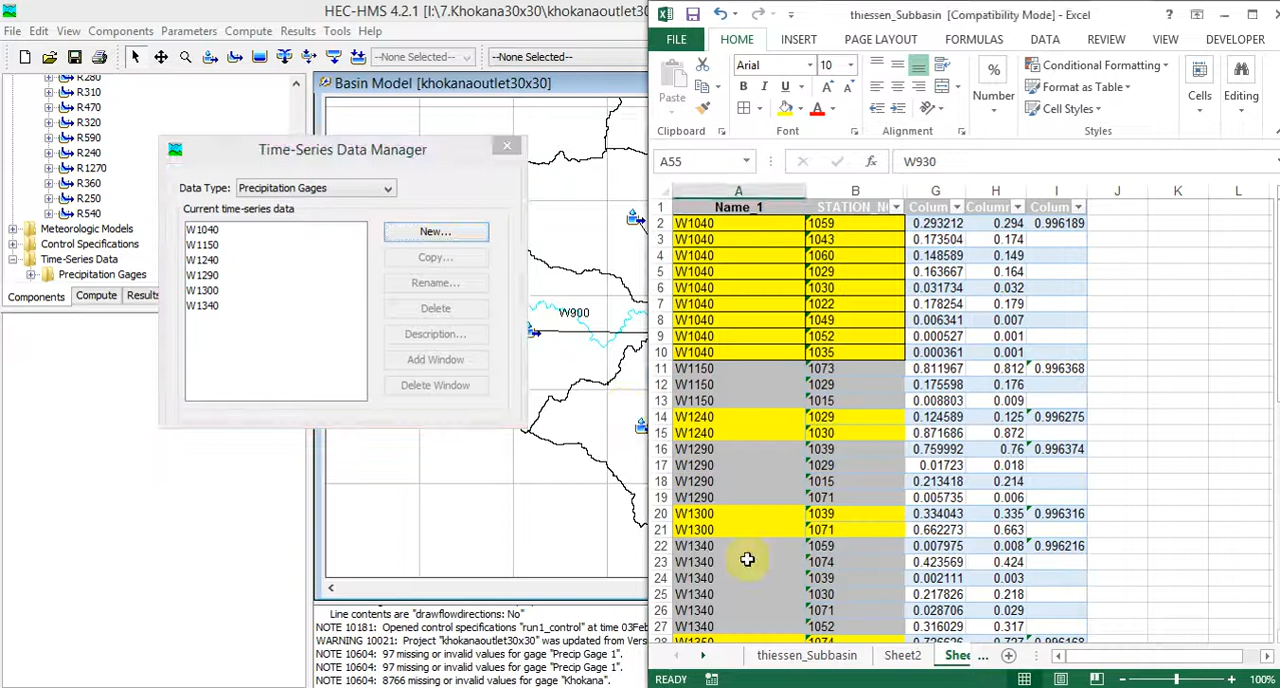 HEC-HMS 4.2.1 [I:\7.Khokana30x30\khokanaoutlet30
File Edit View Components Parameters Compute Results Tools Help
--None Selected-- --None Selected--
R280
R310
R470
R320
R590
R240
R1270
R360
R250
R540
Meteorologic Models
Control Specifications
Time-Series Data
Precipitation Gages
Components Compute Results
Basin Model [khokanaoutlet30x30]
W900
Time-Series Data Manager
Data Type: Precipitation Gages
Current time-series data
W1040
W1150
W1240
W1290
W1300
W1340
New...
Copy...
Rename...
Delete
Description...
Add Window
Delete Window
Line contents are "drawflowdirections: No"
NOTE 10181: Opened control specifications "run1_control" at time 03Feb
WARNING 10021: Project "khokanaoutlet30x30" was updated from Vers
NOTE 10604: 97 missing or invalid values for gage "Precip Gage 1".
NOTE 10604: 97 missing or invalid values for gage "Precip Gage 1".
NOTE 10604: 8766 missing or invalid values for gage "Khokana".
thiessen_Subbasin [Compatibility Mode] - Excel
FILE HOME INSERT PAGE LAYOUT FORMULAS DATA REVIEW VIEW DEVELOPER
Paste Arial 10 Number Conditional Formatting Format as Table Cell Styles Cells Editing
Clipboard Font Alignment Styles
A55 W930
A B G H I J K L
1 Name_1 STATION_N Colum Column Colum
2 W1040 1059 0.293212 0.294 0.996189
3 W1040 1043 0.173504 0.174
4 W1040 1060 0.148589 0.149
5 W1040 1029 0.163667 0.164
6 W1040 1030 0.031734 0.032
7 W1040 1022 0.178254 0.179
8 W1040 1049 0.006341 0.007
9 W1040 1052 0.000527 0.001
10 W1040 1035 0.000361 0.001
11 W1150 1073 0.811967 0.812 0.996368
12 W1150 1029 0.175598 0.176
13 W1150 1015 0.008803 0.009
14 W1240 1029 0.124589 0.125 0.996275
15 W1240 1030 0.871686 0.872
16 W1290 1039 0.759992 0.76 0.996374
17 W1290 1029 0.01723 0.018
18 W1290 1015 0.213418 0.214
19 W1290 1071 0.005735 0.006
20 W1300 1039 0.334043 0.335 0.996316
21 W1300 1071 0.662273 0.663
22 W1340 1059 0.007975 0.008 0.996216
23 W1340 1074 0.423569 0.424
24 W1340 1039 0.002111 0.003
25 W1340 1030 0.217826 0.218
26 W1340 1071 0.028706 0.029
27 W1340 1052 0.316029 0.317
28 W1350 1074 0.726626 0.727 0.996168
thiessen_Subbasin Sheet2 Shee ...
READY 100%